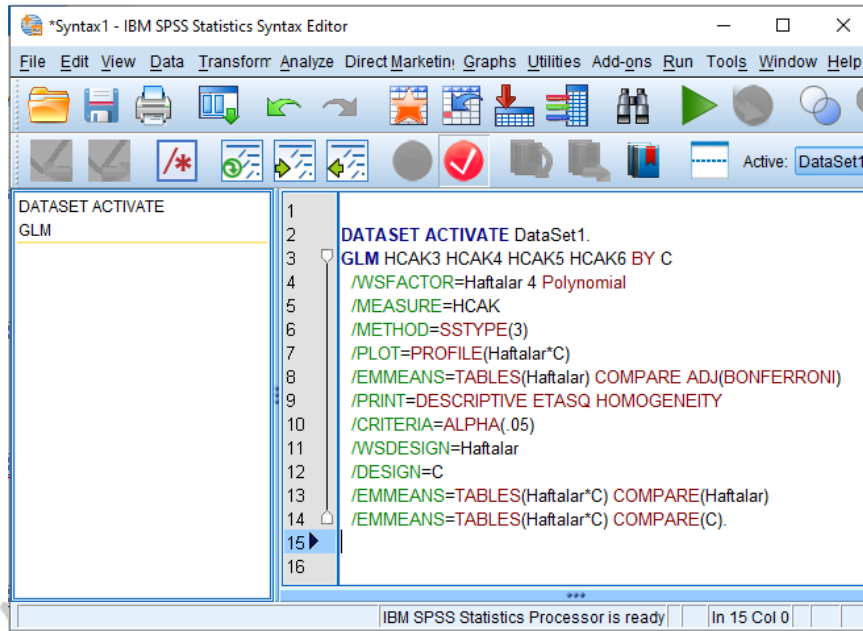 *Syntax1 - IBM SPSS Statistics Syntax Editor
File Edit View Data Transform Analyze Direct Marketing Graphs Utilities Add-ons Run Tools Window Help
/*
Active: DataSet1
DATASET ACTIVATE
GLM
1
2 DATASET ACTIVATE DataSet1.
3 GLM HCAK3 HCAK4 HCAK5 HCAK6 BY C
4 /WSFACTOR=Haftalar 4 Polynomial
5 /MEASURE=HCAK
6 /METHOD=SSTYPE(3)
7 /PLOT=PROFILE(Haftalar*C)
8 /EMMEANS=TABLES(Haftalar) COMPARE ADJ(BONFERRONI)
9 /PRINT=DESCRIPTIVE ETASQ HOMOGENEITY
10 /CRITERIA=ALPHA(.05)
11 /WSDESIGN=Haftalar
12 /DESIGN=C
13 /EMMEANS=TABLES(Haftalar*C) COMPARE(Haftalar)
14 /EMMEANS=TABLES(Haftalar*C) COMPARE(C).
15
16
IBM SPSS Statistics Processor is ready In 15 Col 0